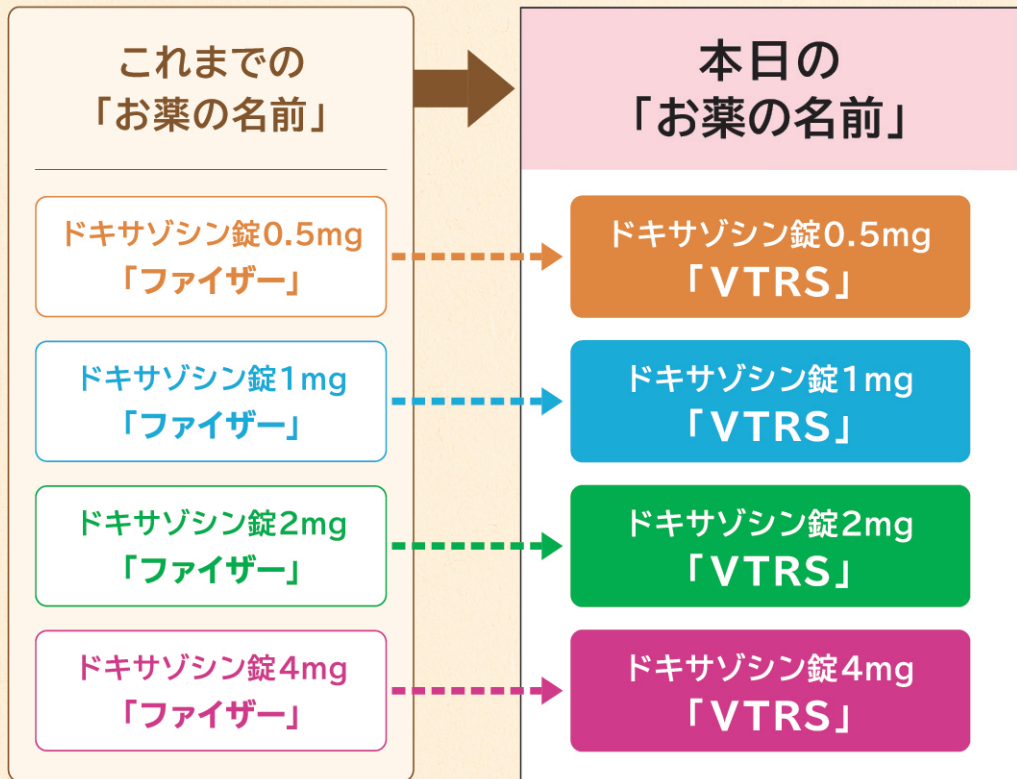 これまでの
「お薬の名前」
本日の
「お薬の名前」
ドキサゾシン錠0.5mg
「ファイザー」
ドキサゾシン錠0.5mg
「VTRS」
ドキサゾシン錠1mg
「ファイザー」
ドキサゾシン錠1mg
「VTRS」
ドキサゾシン錠2mg
「ファイザー」
ドキサゾシン錠2mg
「VTRS」
ドキサゾシン錠4mg
「ファイザー」
ドキサゾシン錠4mg
「VTRS」